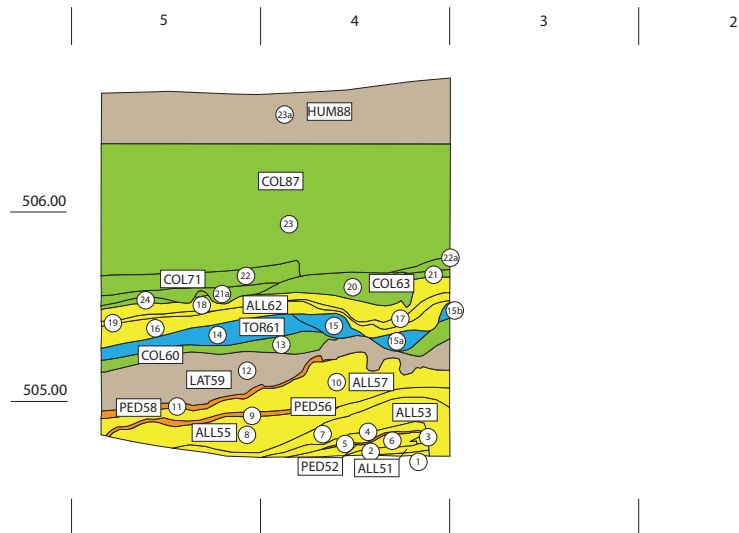 5 4 3 2
23a HUM88
COL87
506.00
23
22a
COL71 22 21
20 COL63
24 21a
18 ALL62 15b
19 16 TOR61 15 17
14
COL60 13 15a
12
LAT59 10 ALL57
505.00
PED58 11 PED56
9 ALL53
ALL55 8 7 4 3
5 6
2
PED52 ALL51 1